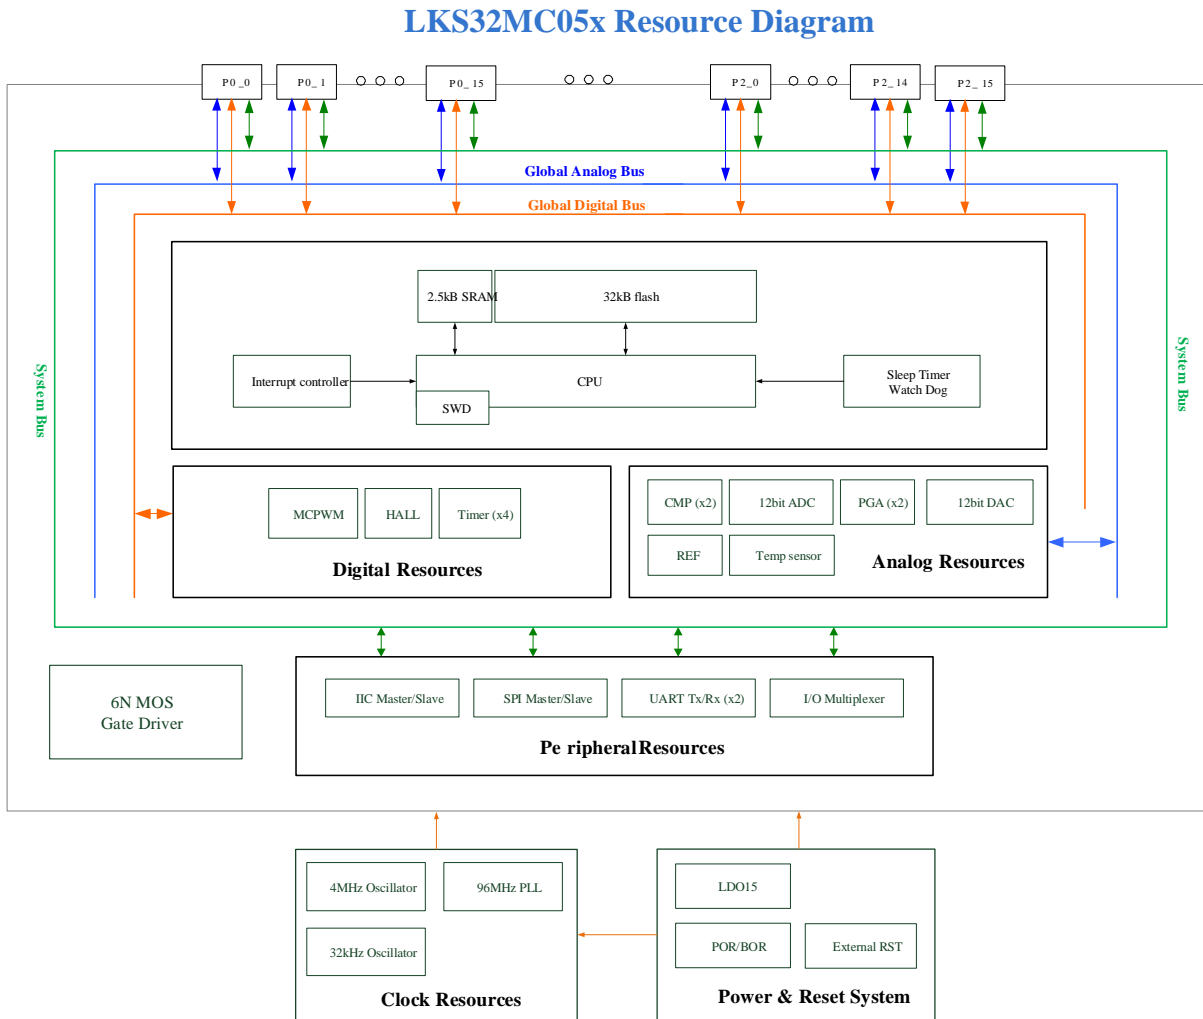 LKS32MC05x Resource Diagram
P0_0
P0_1
P0_15
P2_0
P2_14
P2_15
Global Analog Bus
Global Digital Bus
2.5kB SRAM
32kB flash
System Bus
System Bus
Interrupt controller
CPU
Sleep Timer
Watch Dog
SWD
MCPWM
HALL
Timer (x4)
Digital Resources
CMP (x2)
12bit ADC
PGA (x2)
12bit DAC
REF
Temp sensor
Analog Resources
6N MOS
Gate Driver
IIC Master/Slave
SPI Master/Slave
UART Tx/Rx (x2)
I/O Multiplexer
Pe ripheral Resources
4MHz Oscillator
96MHz PLL
32kHz Oscillator
Clock Resources
LDO15
POR/BOR
External RST
Power & Reset System